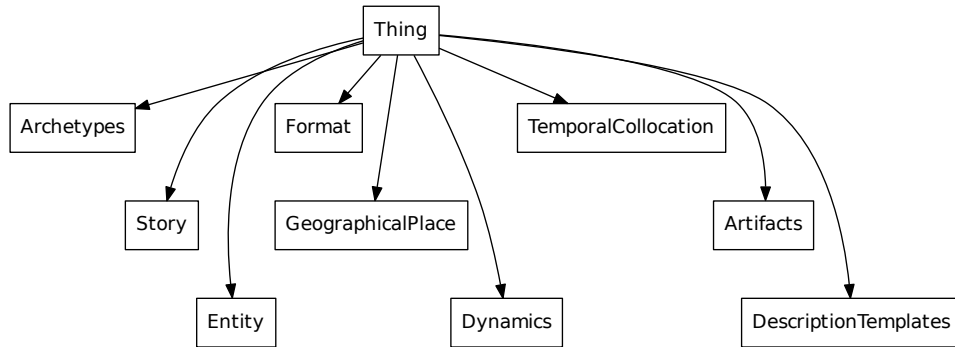 Thing
Archetypes
Format
TemporalCollocation
Story
GeographicalPlace
Artifacts
Entity
Dynamics
DescriptionTemplates